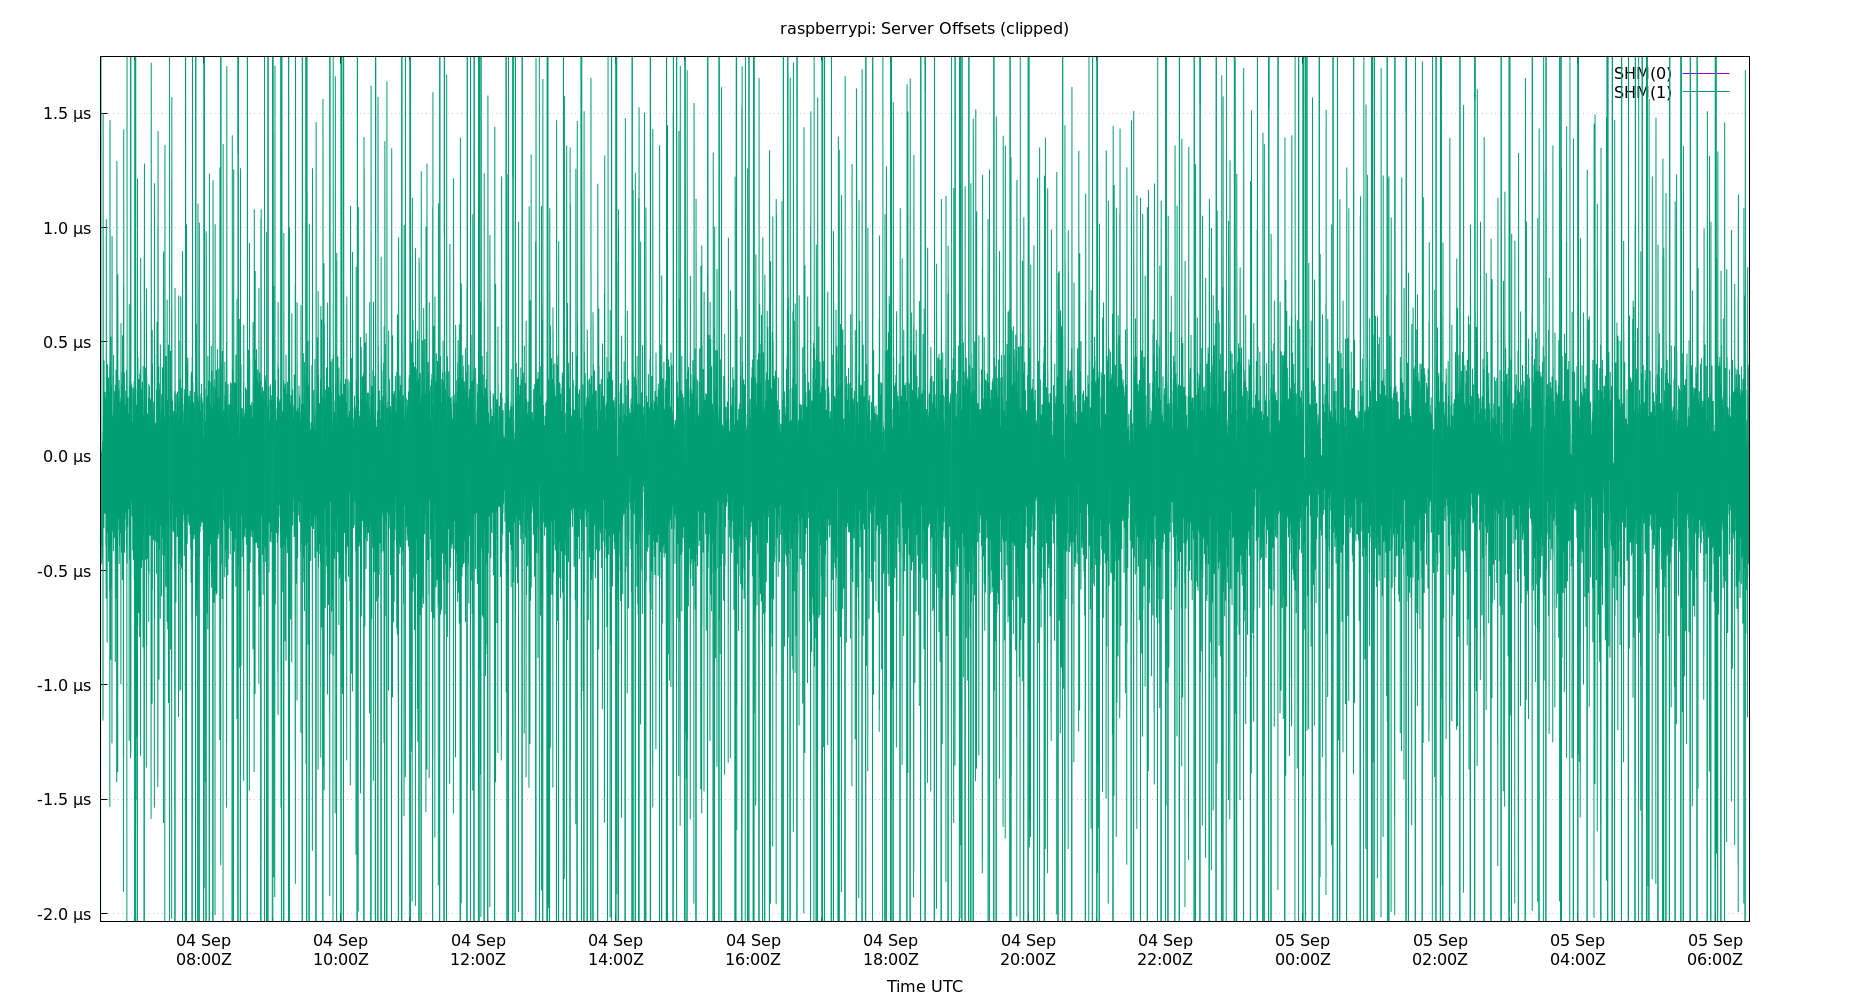 raspberrypi: Server Offsets (clipped)
SHM(0)
SHM(1)
1.5 µs
1.0 µs
0.5 µs
0.0 µs
-0.5 µs
-1.0 µs
-1.5 µs
-2.0 µs
04 Sep 04 Sep 04 Sep 04 Sep 04 Sep 04 Sep 04 Sep 04 Sep 05 Sep 05 Sep 05 Sep 05 Sep
08:00Z 10:00Z 12:00Z 14:00Z 16:00Z 18:00Z 20:00Z 22:00Z 00:00Z 02:00Z 04:00Z 06:00Z
Time UTC